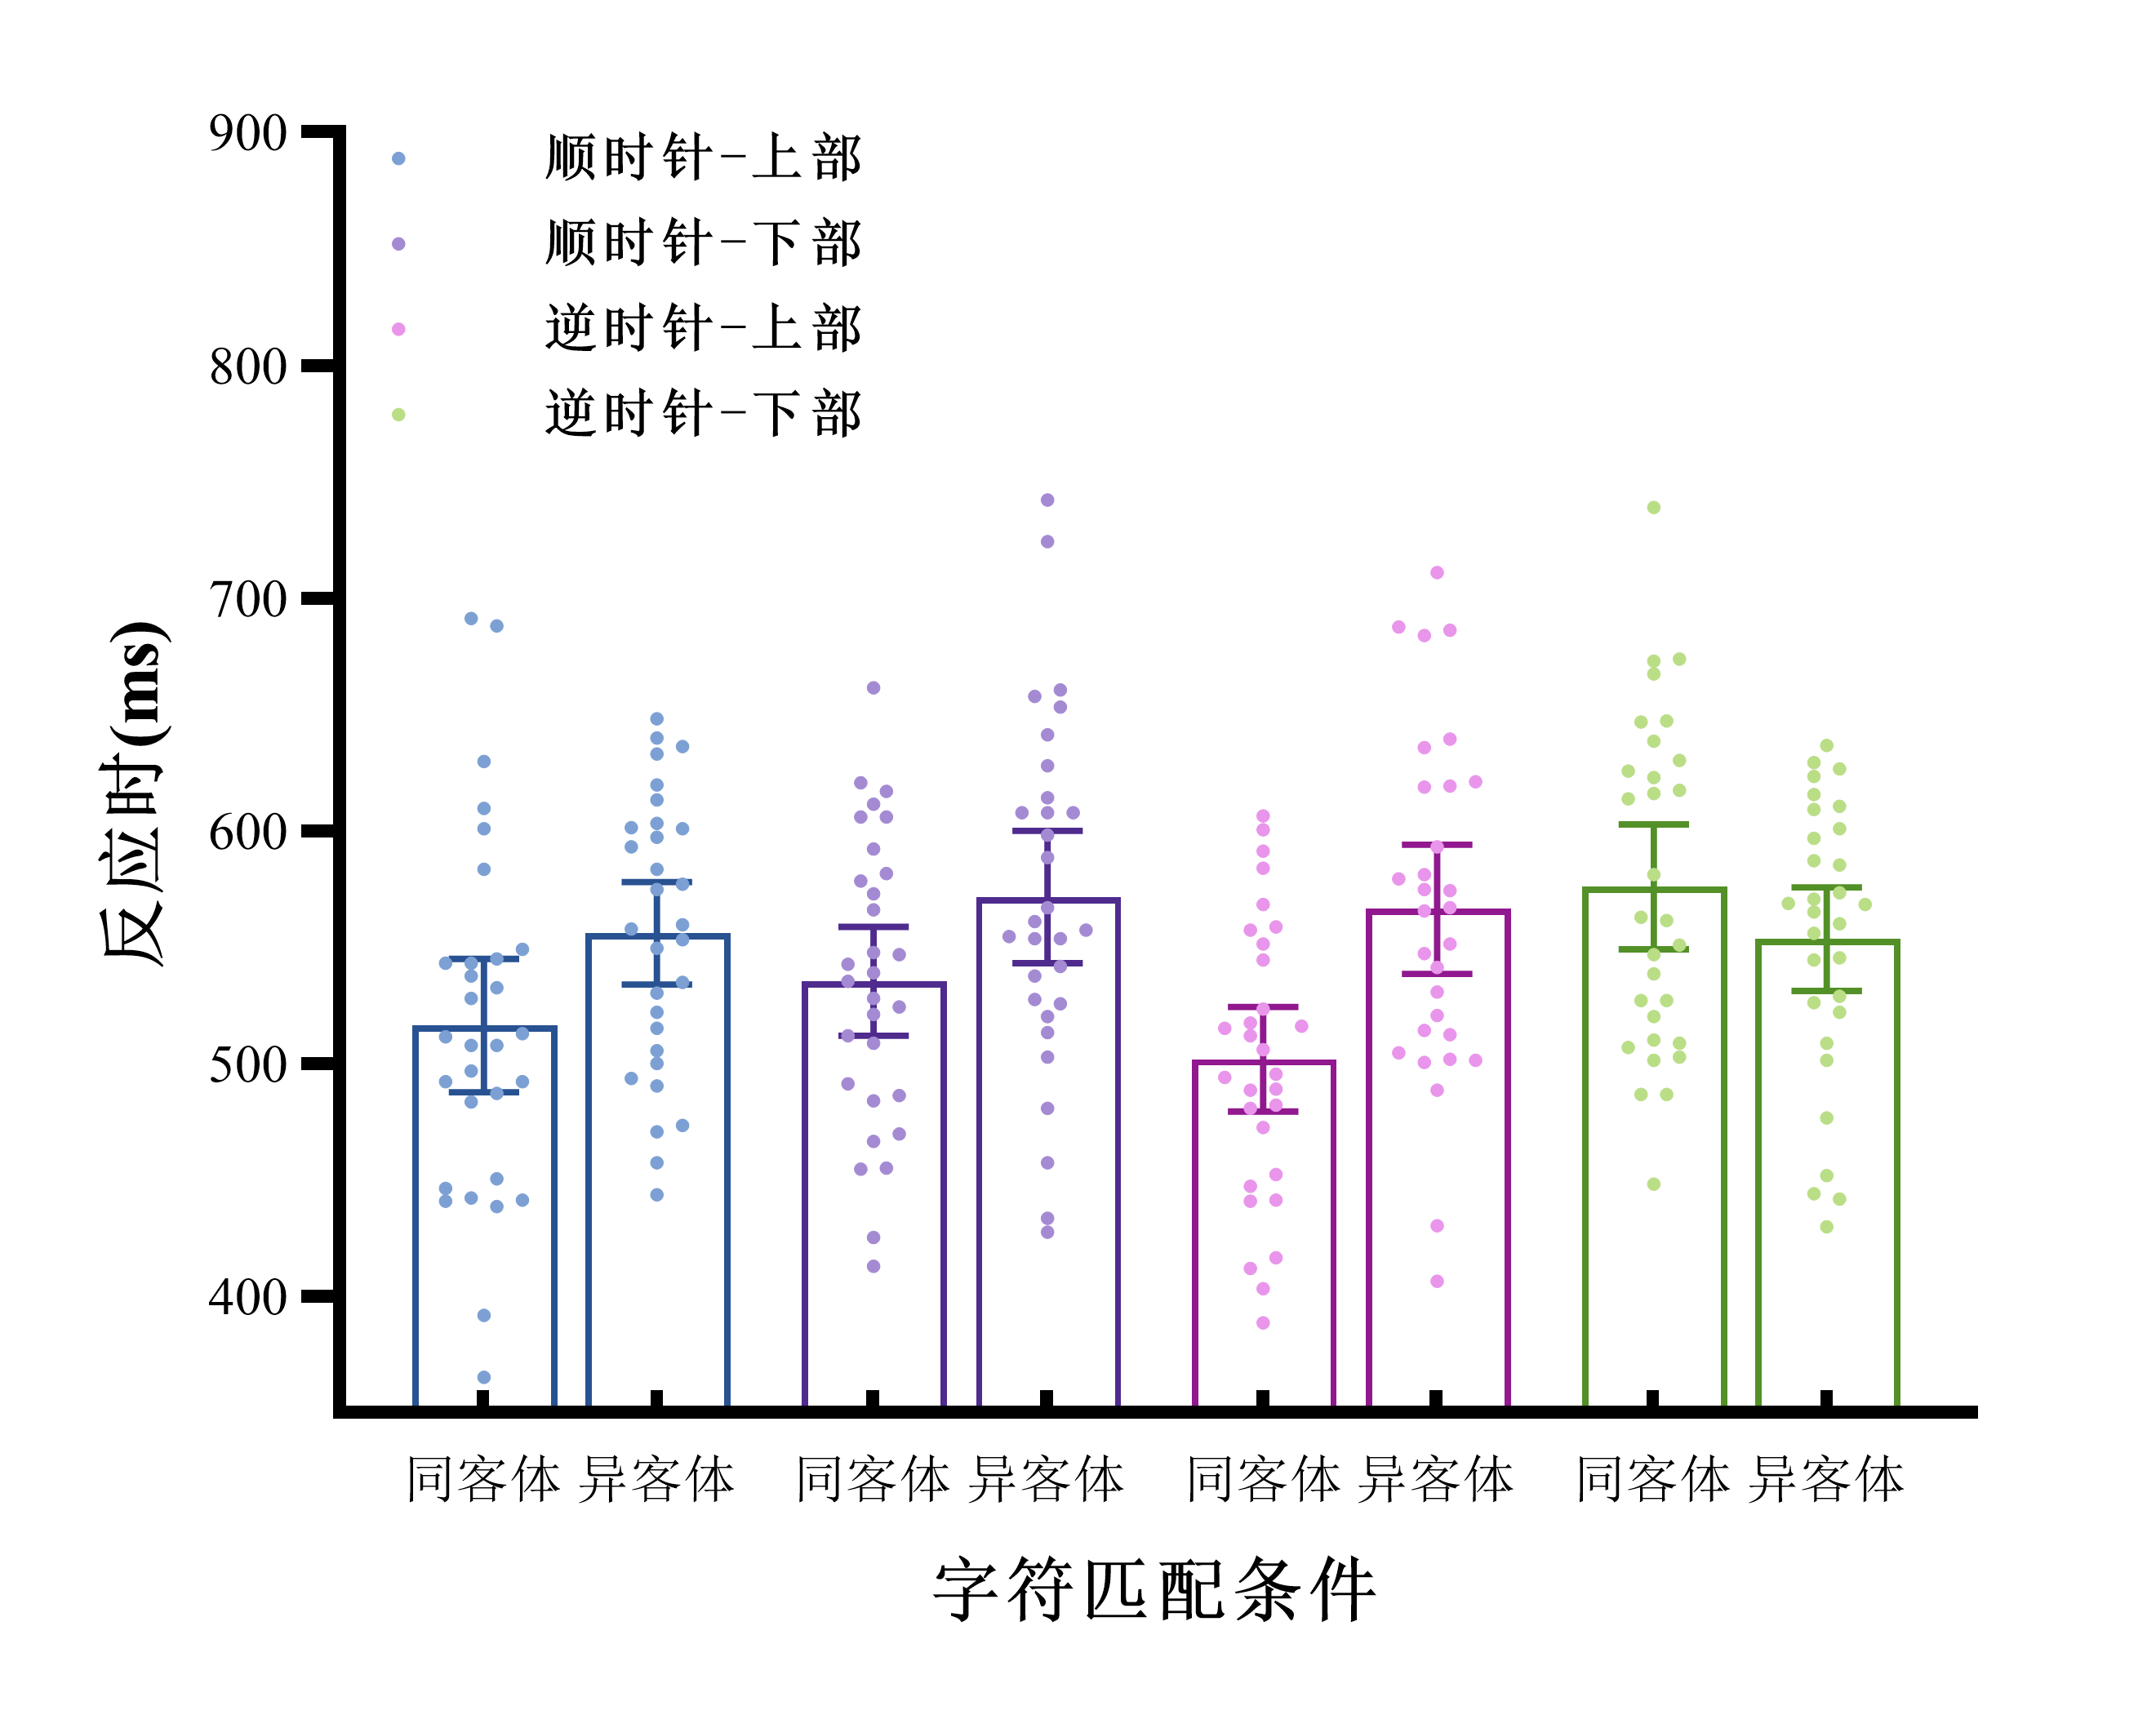 900
800
700
600
500
400
反应时(ms)
顺时针-上部
顺时针-下部
逆时针-上部
逆时针-下部
同客体 异客体 同客体 异客体 同客体 异客体 同客体 异客体
字符匹配条件